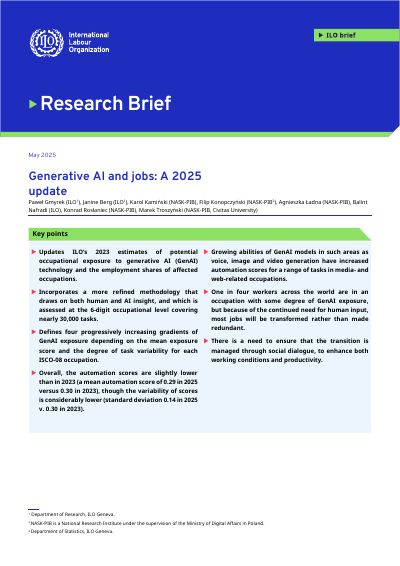 International
Labour
Organization
ILO brief
Research Brief
May 2025
Generative AI and jobs: A 2025
update
Paweł Gmyrek (ILO¹), Janine Berg (ILO¹), Karol Kamiński (NASK-PIB), Filip Konopczyński (NASK-PIB²), Agnieszka Ładna (NASK-PIB), Balint
Nafradi (ILO), Konrad Rosłaniec (NASK-PIB), Marek Troszyński (NASK-PIB, Civitas University)
Key points
Updates ILO's 2023 estimates of potential
occupational exposure to generative AI (GenAI)
technology and the employment shares of affected
occupations.
Incorporates a more refined methodology that
draws on both human and AI insight, and which is
assessed at the 6-digit occupational level covering
nearly 30,000 tasks.
Defines four progressively increasing gradients of
GenAI exposure depending on the mean exposure
score and the degree of task variability for each
ISCO-08 occupation.
Overall, the automation scores are slightly lower
than in 2023 (a mean automation score of 0.29 in 2025
versus 0.30 in 2023), though the variability of scores
is considerably lower (standard deviation 0.14 in 2025
v. 0.30 in 2023).
Growing abilities of GenAI models in such areas as
voice, image and video generation have increased
automation scores for a range of tasks in media- and
web-related occupations.
One in four workers across the world are in an
occupation with some degree of GenAI exposure,
but because of the continued need for human input,
most jobs will be transformed rather than made
redundant.
There is a need to ensure that the transition is
managed through social dialogue, to enhance both
working conditions and productivity.
¹ Department of Research, ILO Geneva.
² NASK-PIB is a National Research Institute under the supervision of the Ministry of Digital Affairs in Poland.
³ Department of Statistics, ILO Geneva.